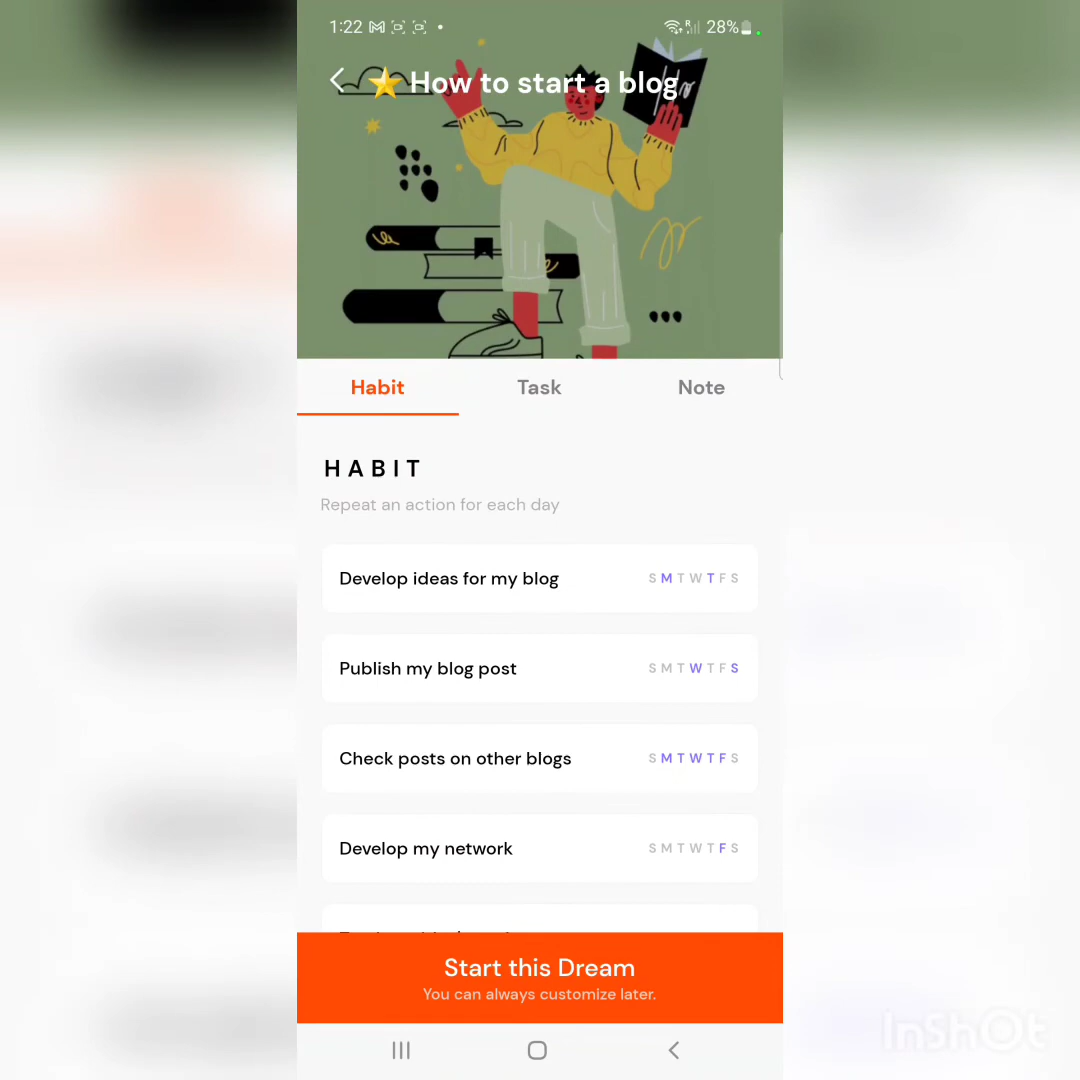 1:22
28%
How to start a blog
Habit Task Note
HABIT
Repeat an action for each day
Develop ideas for my blog S M T W T F S
Publish my blog post S M T W T F S
Check posts on other blogs S M T W T F S
Develop my network S M T W T F S
Start this Dream
You can always customize later.
InShOt